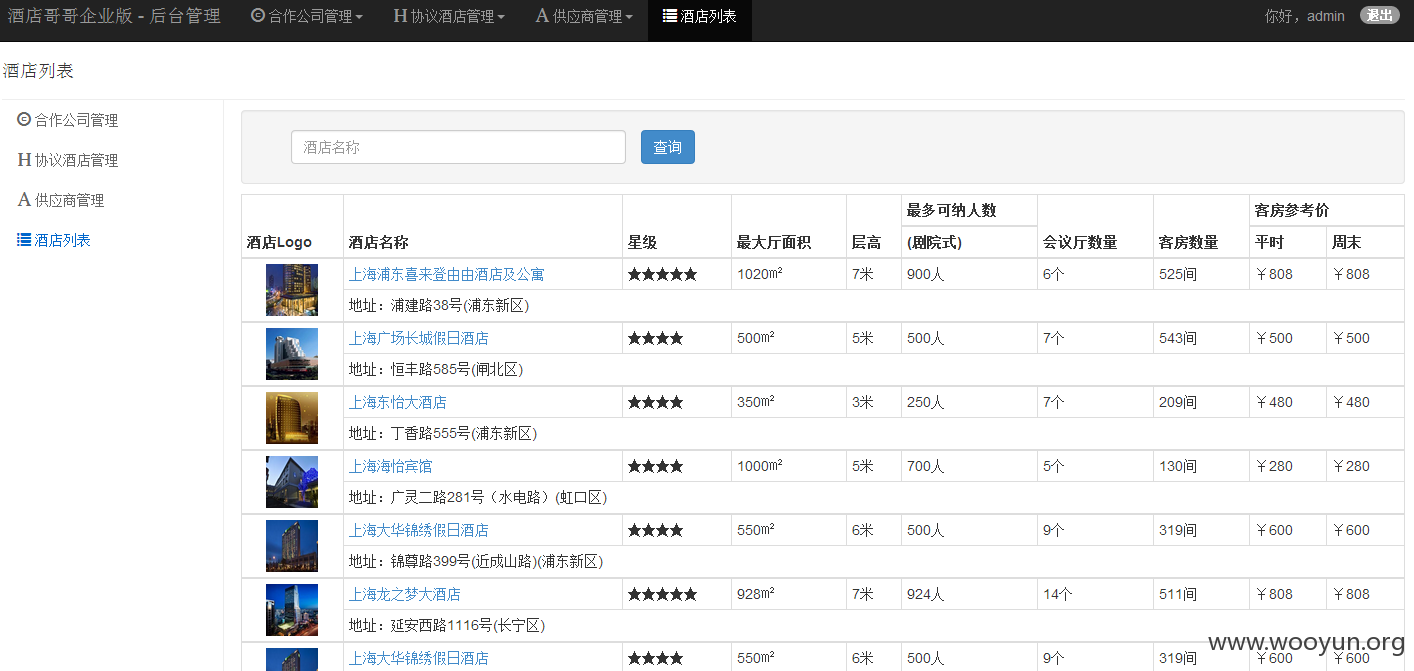 酒店哥哥企业版 - 后台管理 合作公司管理 H协议酒店管理 A供应商管理 酒店列表 你好，admin 退出
酒店列表
合作公司管理
H协议酒店管理
A供应商管理
酒店列表
酒店名称 查询
最多可纳人数 客房参考价
酒店Logo 酒店名称 星级 最大厅面积 层高 (剧院式) 会议厅数量 客房数量 平时 周末
上海浦东喜来登由由酒店及公寓 ★★★★★ 1020㎡ 7米 900人 6个 525间 ￥808 ￥808
地址：浦建路38号(浦东新区)
上海广场长城假日酒店 ★★★★ 500㎡ 5米 500人 7个 543间 ￥500 ￥500
地址：恒丰路585号(闸北区)
上海东怡大酒店 ★★★★ 350㎡ 3米 250人 7个 209间 ￥480 ￥480
地址：丁香路555号(浦东新区)
上海海怡宾馆 ★★★★ 1000㎡ 5米 700人 5个 130间 ￥280 ￥280
地址：广灵二路281号（水电路）(虹口区)
上海大华锦绣假日酒店 ★★★★ 550㎡ 6米 500人 9个 319间 ￥600 ￥600
地址：锦尊路399号(近成山路)(浦东新区)
上海龙之梦大酒店 ★★★★★ 928㎡ 7米 924人 14个 511间 ￥808 ￥808
地址：延安西路1116号(长宁区)
上海大华锦绣假日酒店 ★★★★ 550㎡ 6米 500人 9个 319间 ￥600 ￥600
www.wooyun.org